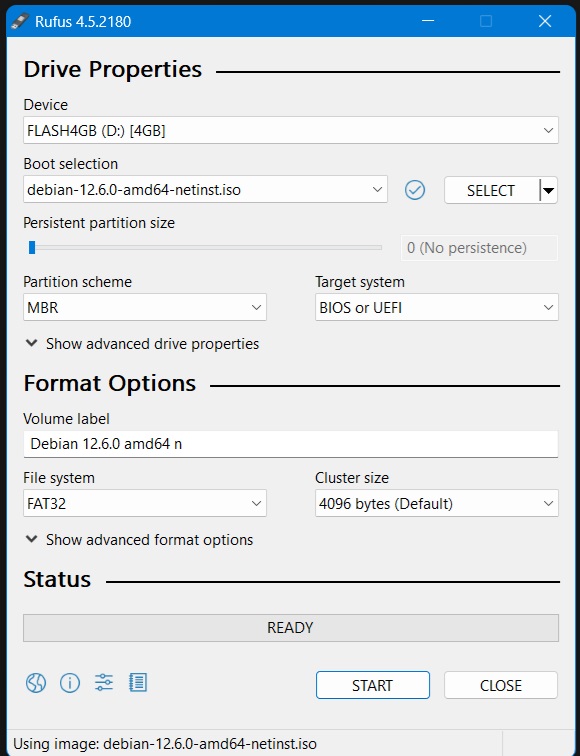 Rufus 4.5.2180
Drive Properties
Device
FLASH4GB (D:) [4GB]
Boot selection
debian-12.6.0-amd64-netinst.iso
SELECT
Persistent partition size
0 (No persistence)
Partition scheme
Target system
MBR
BIOS or UEFI
Show advanced drive properties
Format Options
Volume label
Debian 12.6.0 amd64 n
File system
Cluster size
FAT32
4096 bytes (Default)
Show advanced format options
Status
READY
START
CLOSE
Using image: debian-12.6.0-amd64-netinst.iso